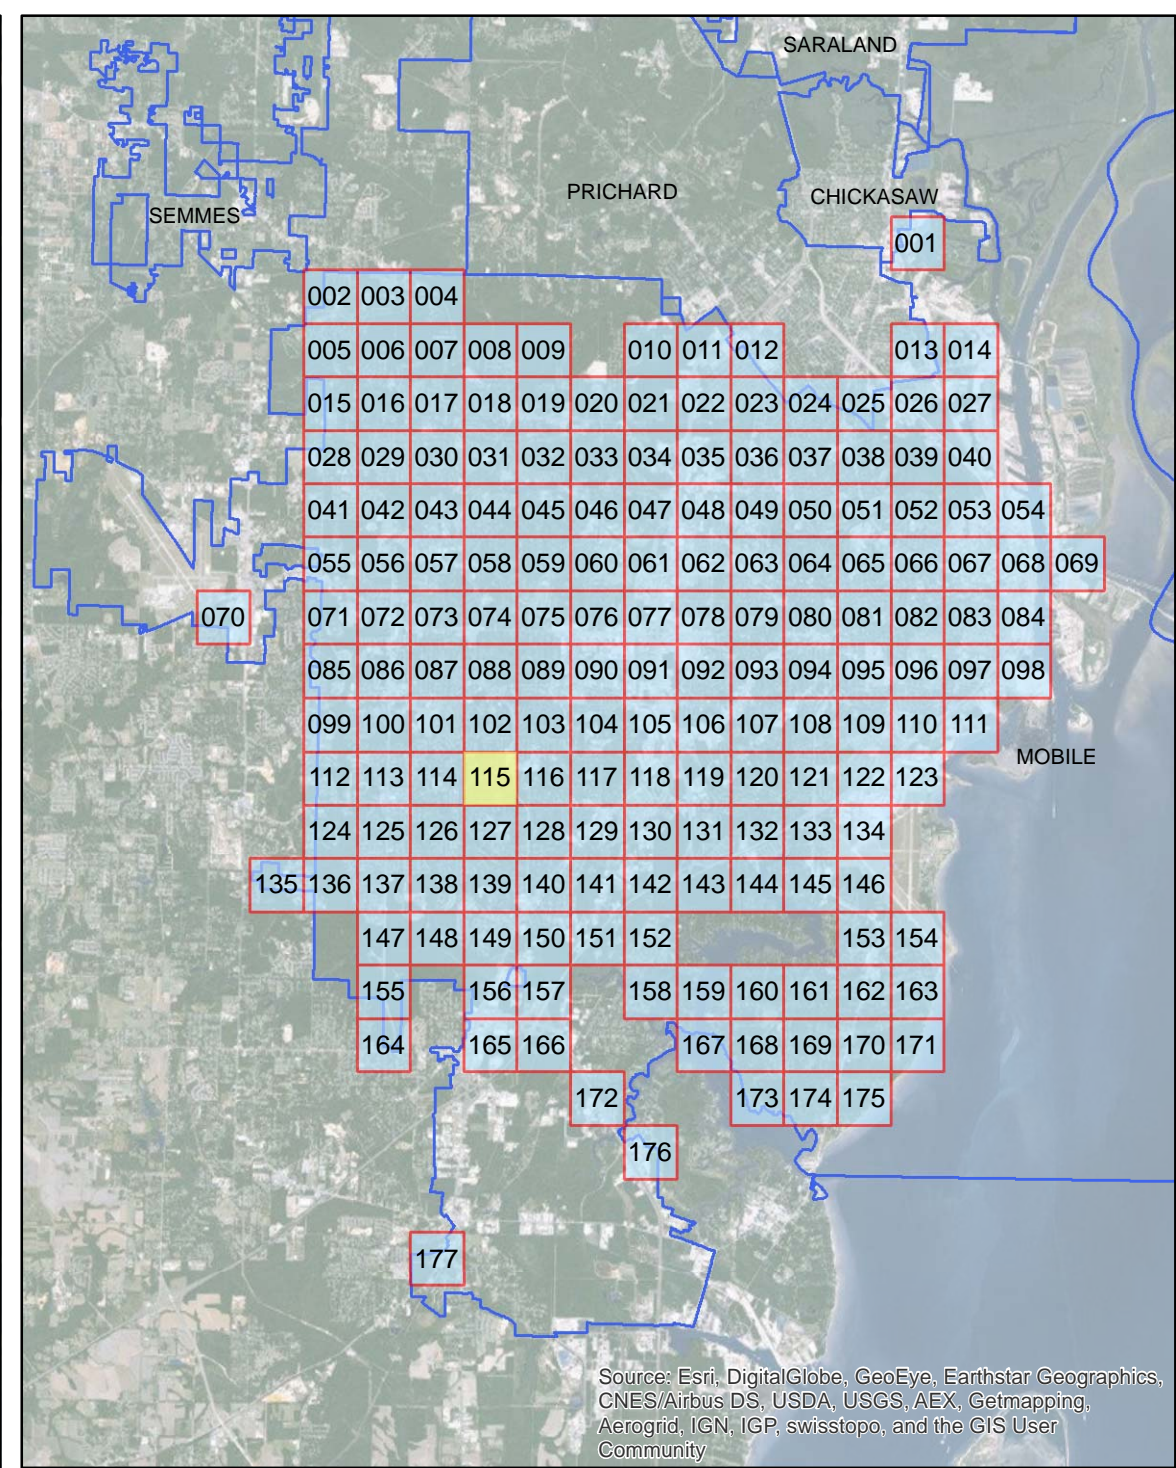 SARALAND
PRICHARD
CHICKASAW
SEMMES
001
002 003 004
005 006 007 008 009 010 011 012 013 014
015 016 017 018 019 020 021 022 023 024 025 026 027
028 029 030 031 032 033 034 035 036 037 038 039 040
041 042 043 044 045 046 047 048 049 050 051 052 053 054
055 056 057 058 059 060 061 062 063 064 065 066 067 068 069
070 071 072 073 074 075 076 077 078 079 080 081 082 083 084
085 086 087 088 089 090 091 092 093 094 095 096 097 098
099 100 101 102 103 104 105 106 107 108 109 110 111
MOBILE
112 113 114 115 116 117 118 119 120 121 122 123
124 125 126 127 128 129 130 131 132 133 134
135 136 137 138 139 140 141 142 143 144 145 146
147 148 149 150 151 152 153 154
155 156 157 158 159 160 161 162 163
164 165 166 167 168 169 170 171
172 173 174 175
176
177
Source: Esri, DigitalGlobe, GeoEye, Earthstar Geographics,
CNES/Airbus DS, USDA, USGS, AEX, Getmapping,
Aerogrid, IGN, IGP, swisstopo, and the GIS User
Community